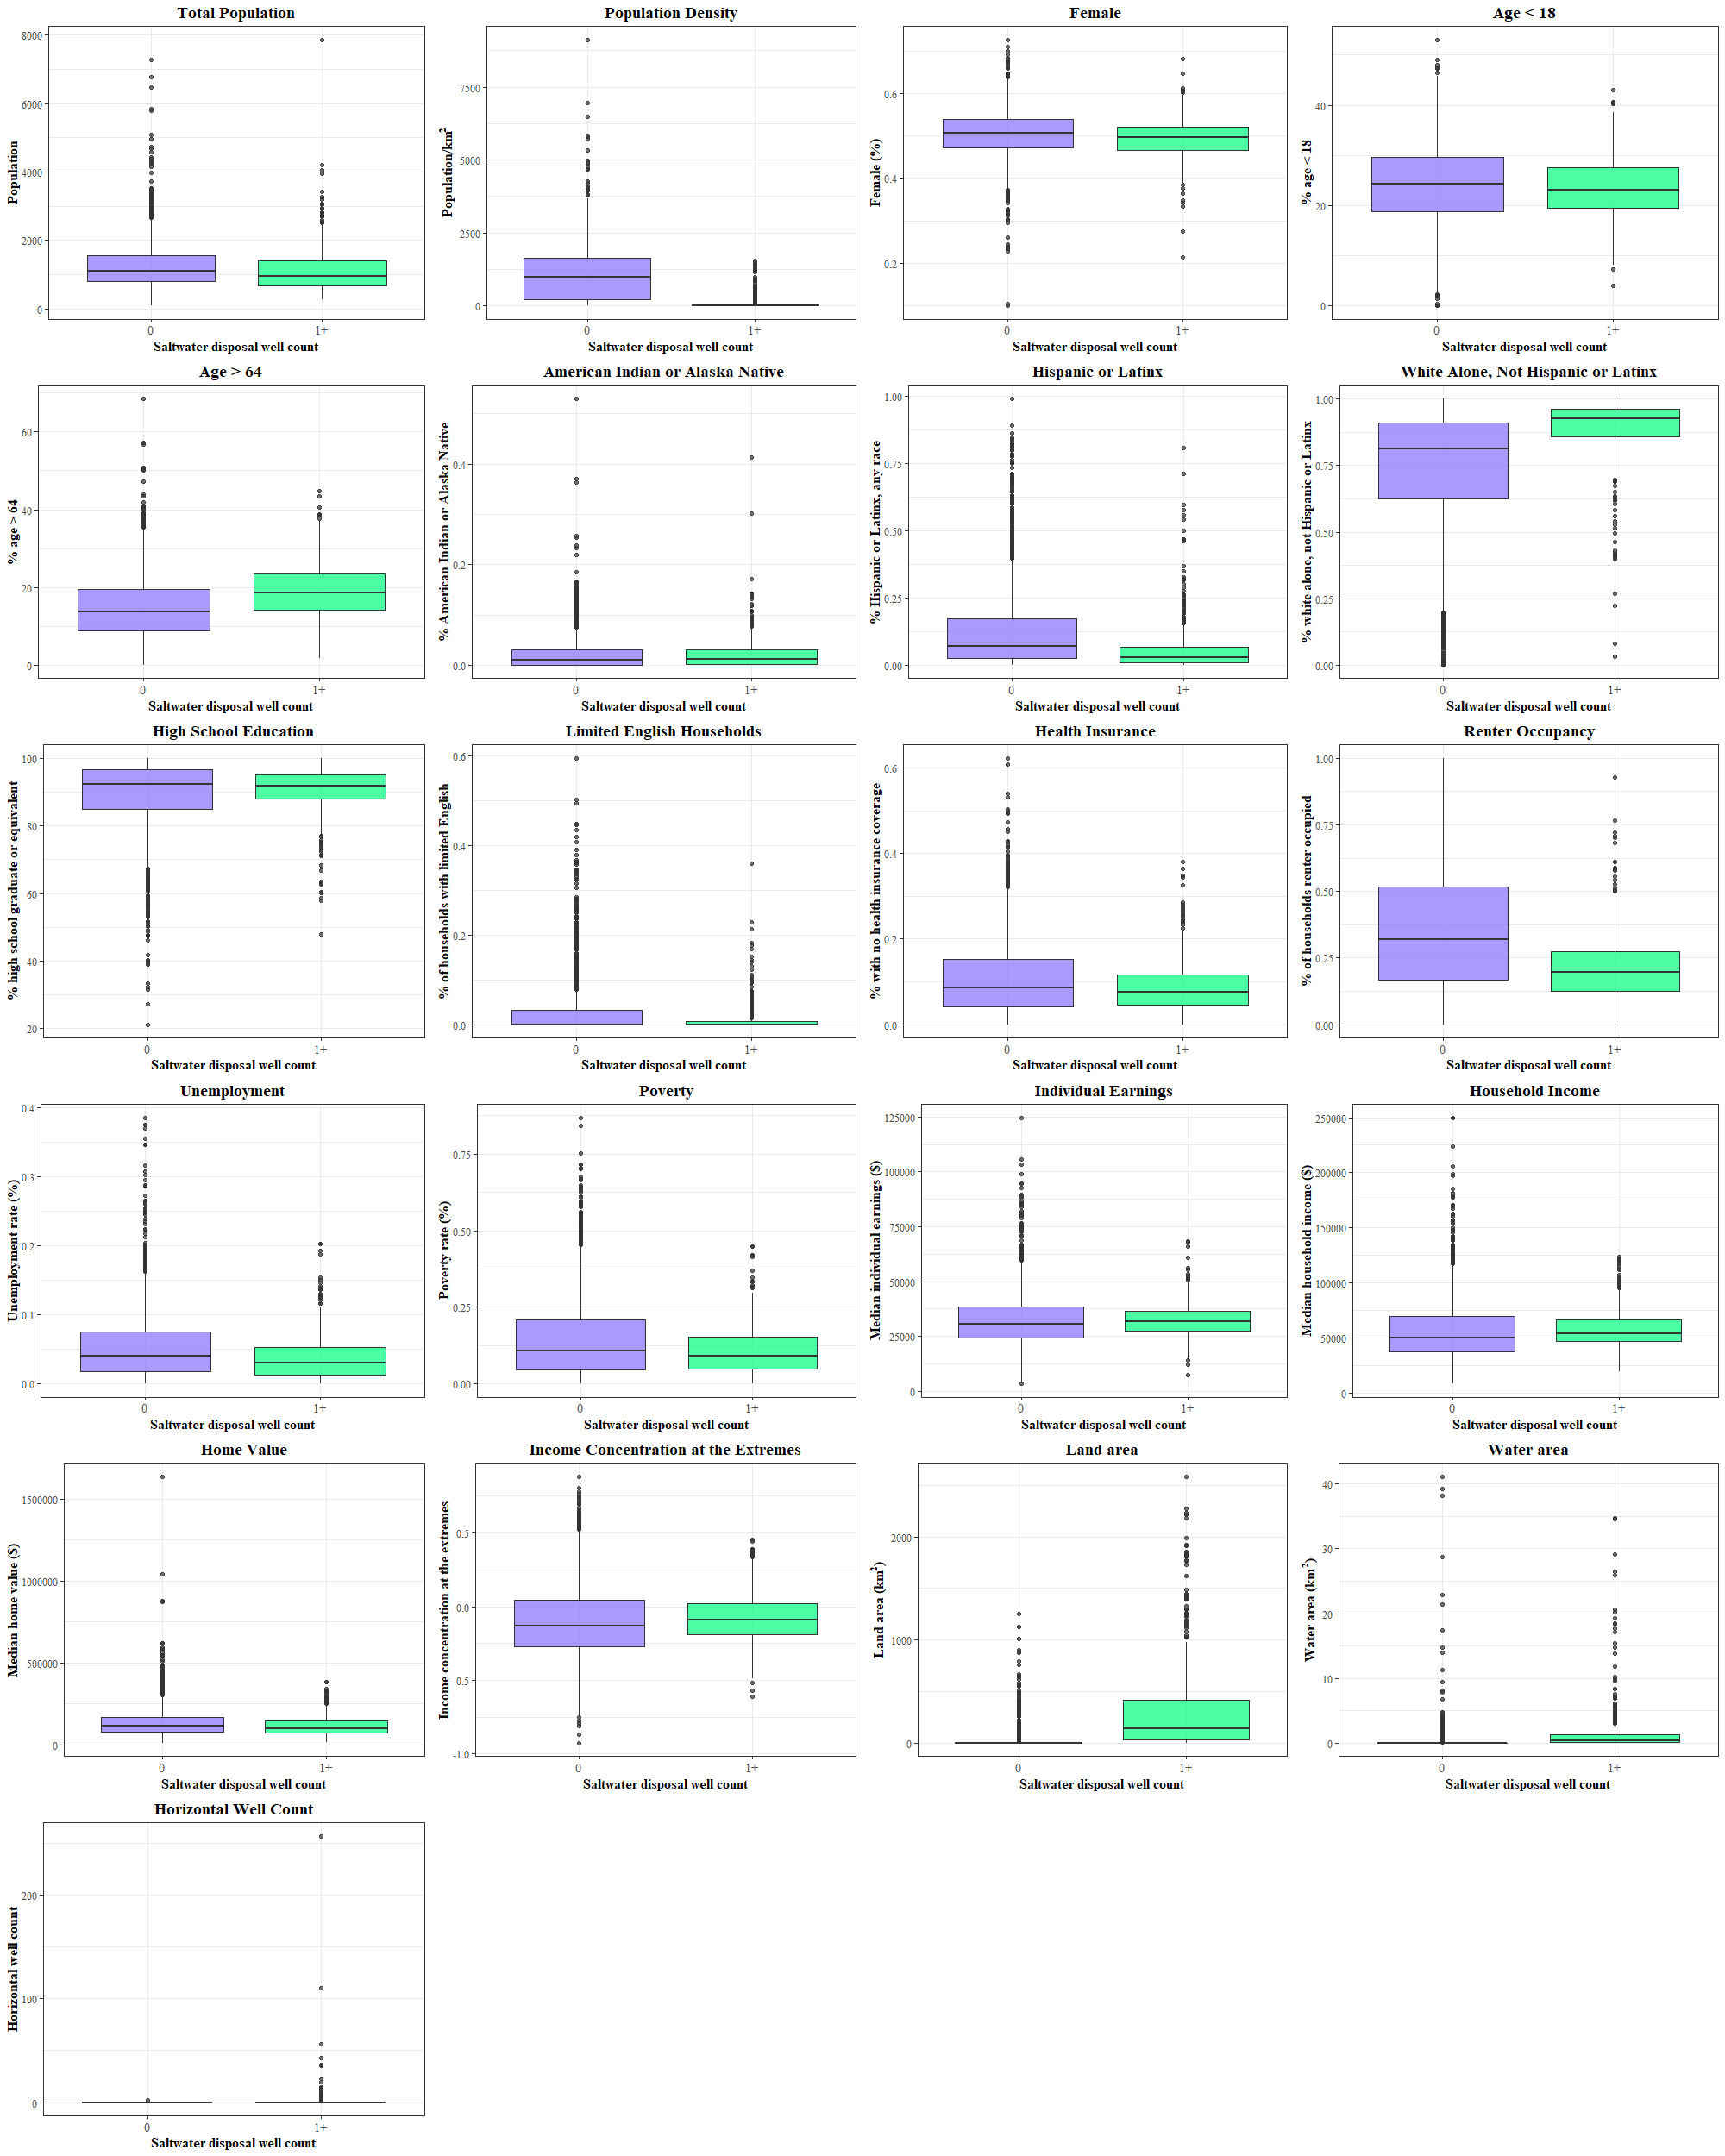 Total Population
Population
8000
6000
4000
2000
0
0 1+
Saltwater disposal well count
Population Density
Population/km²
7500
5000
2500
0
0 1+
Saltwater disposal well count
Female
Female (%)
0.6
0.4
0.2
0 1+
Saltwater disposal well count
Age < 18
% age < 18
40
20
0
0 1+
Saltwater disposal well count
Age > 64
% age > 64
60
40
20
0
0 1+
Saltwater disposal well count
American Indian or Alaska Native
% American Indian or Alaska Native
0.4
0.2
0.0
0 1+
Saltwater disposal well count
Hispanic or Latinx
% Hispanic or Latinx, any race
1.00
0.75
0.50
0.25
0.00
0 1+
Saltwater disposal well count
White Alone, Not Hispanic or Latinx
% white alone, not Hispanic or Latinx
1.00
0.75
0.50
0.25
0.00
0 1+
Saltwater disposal well count
High School Education
% high school graduate or equivalent
100
80
60
40
20
0 1+
Saltwater disposal well count
Limited English Households
% of households with limited English
0.6
0.4
0.2
0.0
0 1+
Saltwater disposal well count
Health Insurance
% with no health insurance coverage
0.6
0.4
0.2
0.0
0 1+
Saltwater disposal well count
Renter Occupancy
% of households renter occupied
1.00
0.75
0.50
0.25
0.00
0 1+
Saltwater disposal well count
Unemployment
Unemployment rate (%)
0.4
0.3
0.2
0.1
0.0
0 1+
Saltwater disposal well count
Poverty
Poverty rate (%)
0.75
0.50
0.25
0.00
0 1+
Saltwater disposal well count
Individual Earnings
Median individual earnings ($)
125000
100000
75000
50000
25000
0
0 1+
Saltwater disposal well count
Household Income
Median household income ($)
250000
200000
150000
100000
50000
0
0 1+
Saltwater disposal well count
Home Value
Median home value ($)
1500000
1000000
500000
0
0 1+
Saltwater disposal well count
Income Concentration at the Extremes
Income concentration at the extremes
0.5
0.0
-0.5
-1.0
0 1+
Saltwater disposal well count
Land area
Land area (km²)
2000
1000
0
0 1+
Saltwater disposal well count
Water area
Water area (km²)
40
30
20
10
0
0 1+
Saltwater disposal well count
Horizontal Well Count
Horizontal well count
200
100
0
0 1+
Saltwater disposal well count